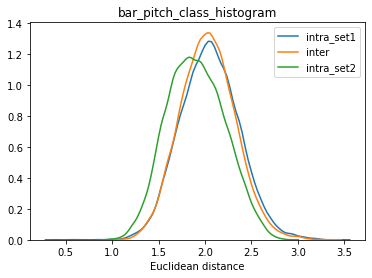 bar_pitch_class_histogram
1.4
1.2
1.0
0.8
0.6
0.4
0.2
0.0
intra_set1
inter
intra_set2
0.5 1.0 1.5 2.0 2.5 3.0 3.5
Euclidean distance